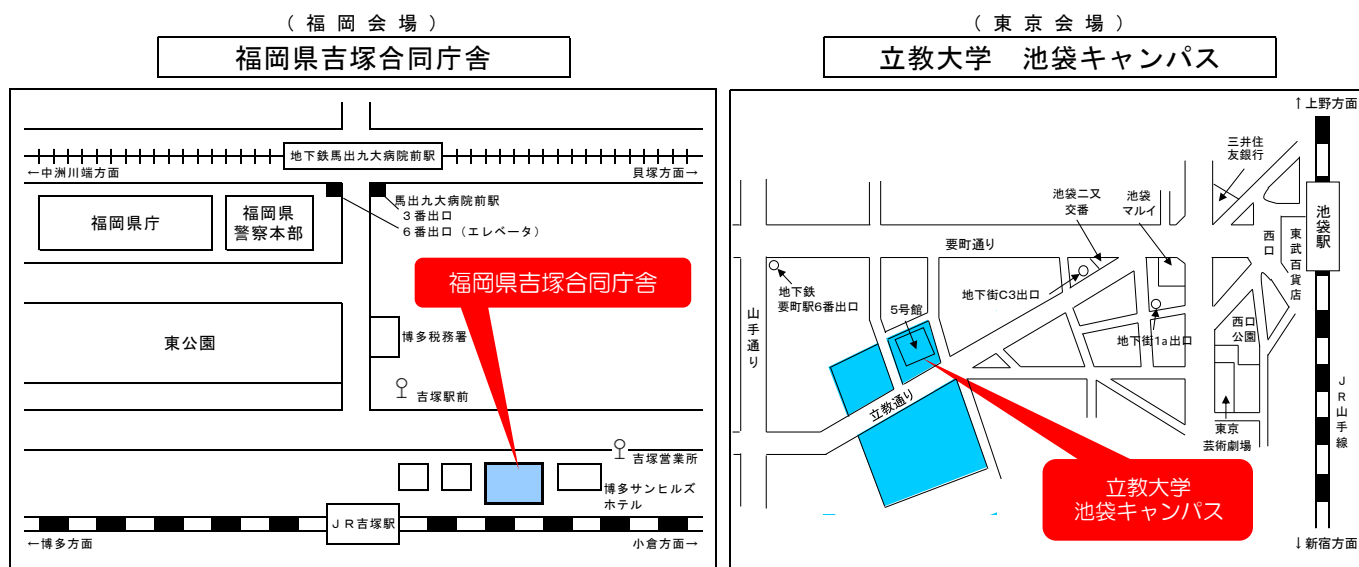 （福岡会場）
福岡県吉塚合同庁舎
地下鉄馬出九大病院前駅
←中洲川端方面
貝塚方面→
福岡県庁
福岡県
警察本部
馬出九大病院前駅
３番出口
６番出口（エレベータ）
福岡県吉塚合同庁舎
東公園
博多税務署
吉塚駅前
吉塚営業所
博多サンヒルズ
ホテル
ＪＲ吉塚駅
←博多方面
小倉方面→
（東京会場）
立教大学　池袋キャンパス
↑上野方面
三井住
友銀行
池袋二又
交番
池袋
マルイ
池袋駅
西口
東武百貨店
要町通り
地下鉄
要町駅6番出口
地下街C3出口
5号館
山手通り
地下街1a出口
西口
公園
立教通り
ＪＲ山手線
東京
芸術劇場
立教大学
池袋キャンパス
↓新宿方面